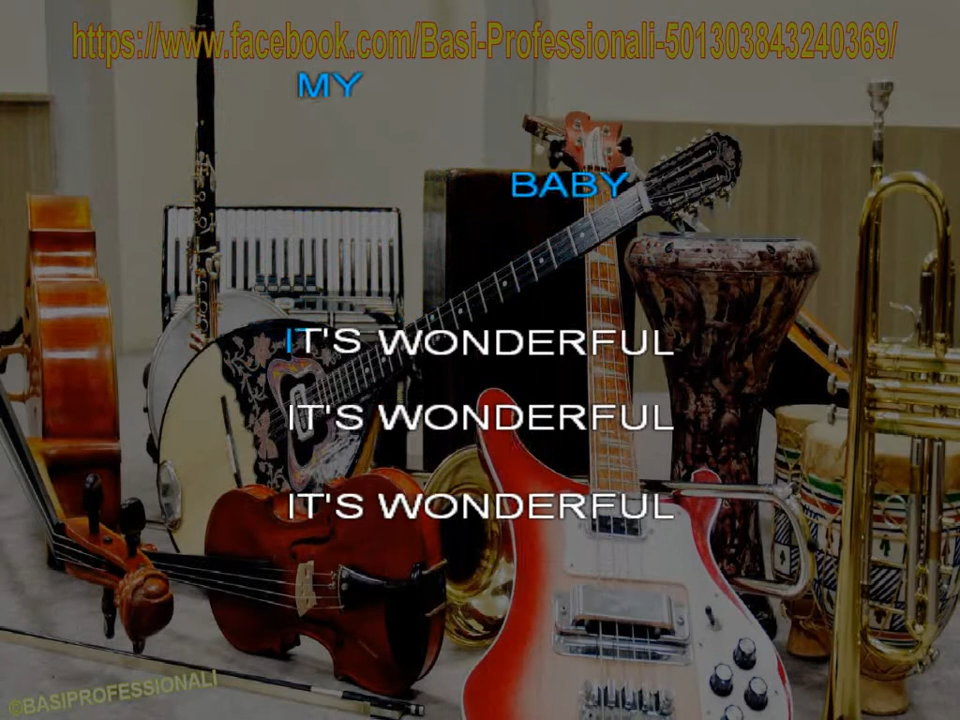 https://www.facebook.com/Basi-Professionali-501303843240369/
MY
BABY
IT'S WONDERFUL
IT'S WONDERFUL
IT'S WONDERFUL
©BASIPROFESSIONALI